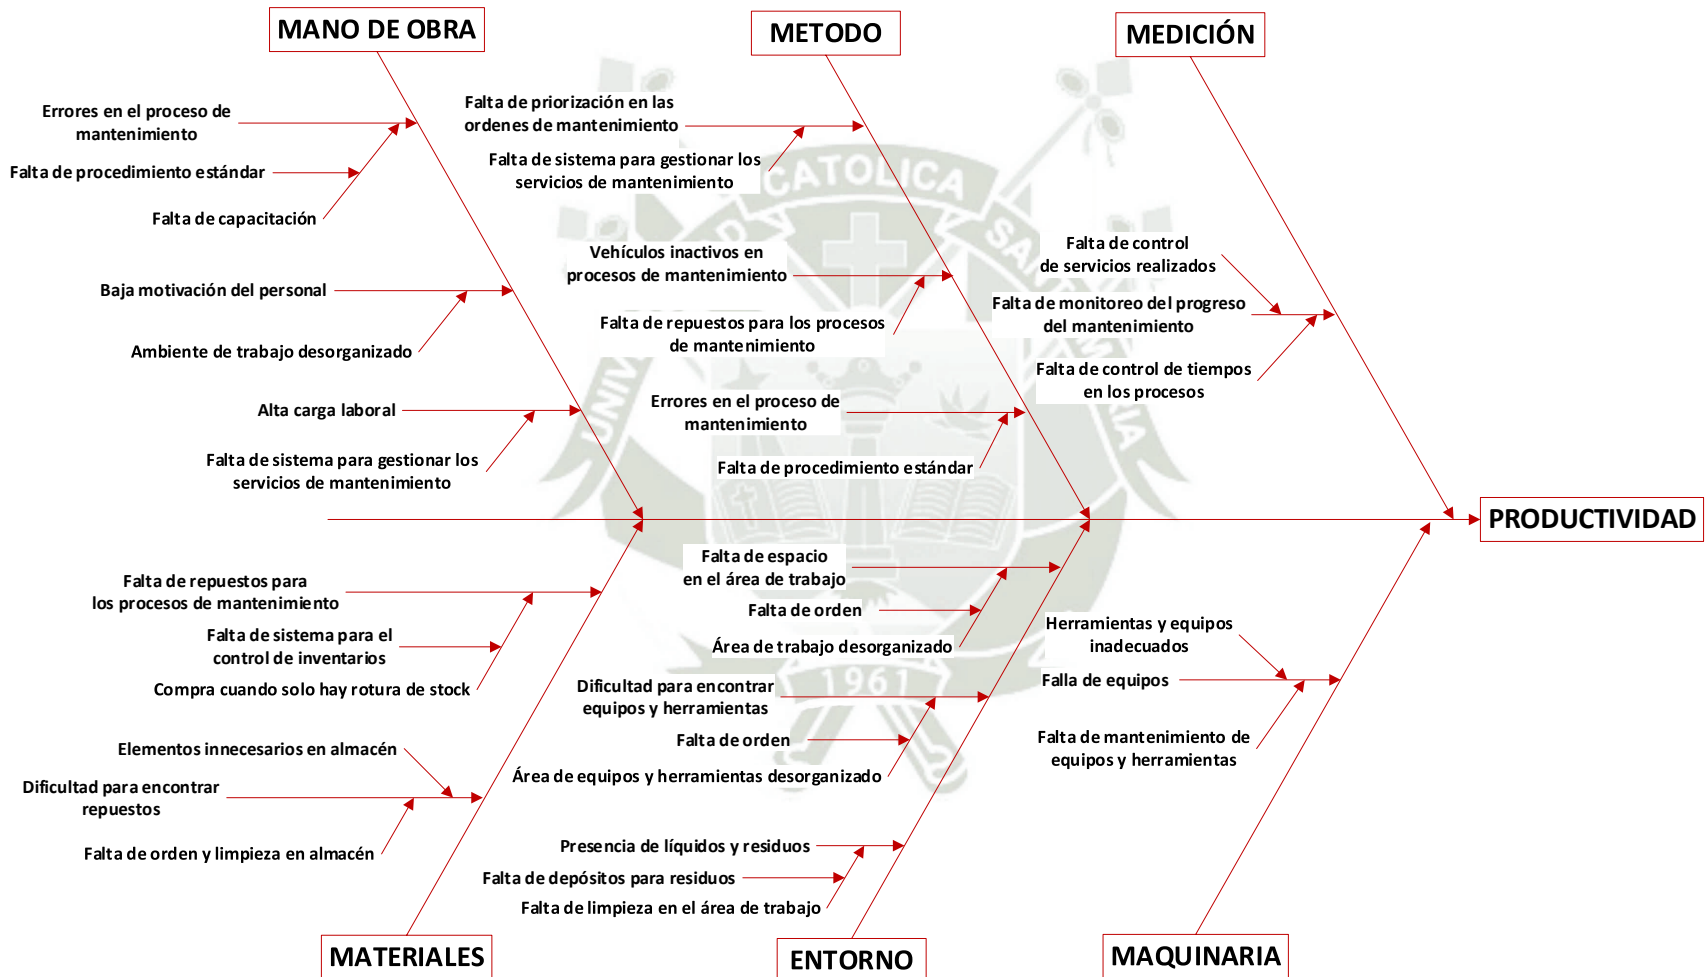 MANO DE OBRA
METODO
MEDICIÓN
Errores en el proceso de
mantenimiento
Falta de procedimiento estándar
Falta de capacitación
Baja motivación del personal
Ambiente de trabajo desorganizado
Alta carga laboral
Falta de sistema para gestionar los
servicios de mantenimiento
Falta de priorización en las
ordenes de mantenimiento
Falta de sistema para gestionar los
servicios de mantenimiento
Vehículos inactivos en
procesos de mantenimiento
Falta de repuestos para los procesos
de mantenimiento
Errores en el proceso de
mantenimiento
Falta de procedimiento estándar
Falta de control
de servicios realizados
Falta de monitoreo del progreso
del mantenimiento
Falta de control de tiempos
en los procesos
PRODUCTIVIDAD
Falta de repuestos para
los procesos de mantenimiento
Falta de sistema para el
control de inventarios
Compra cuando solo hay rotura de stock
Elementos innecesarios en almacén
Dificultad para encontrar
repuestos
Falta de orden y limpieza en almacén
Falta de espacio
en el área de trabajo
Falta de orden
Área de trabajo desorganizado
Dificultad para encontrar
equipos y herramientas
Falta de orden
Área de equipos y herramientas desorganizado
Presencia de líquidos y residuos
Falta de depósitos para residuos
Falta de limpieza en el área de trabajo
Herramientas y equipos
inadecuados
Falla de equipos
Falta de mantenimiento de
equipos y herramientas
MATERIALES
ENTORNO
MAQUINARIA
CATOLICA
1961